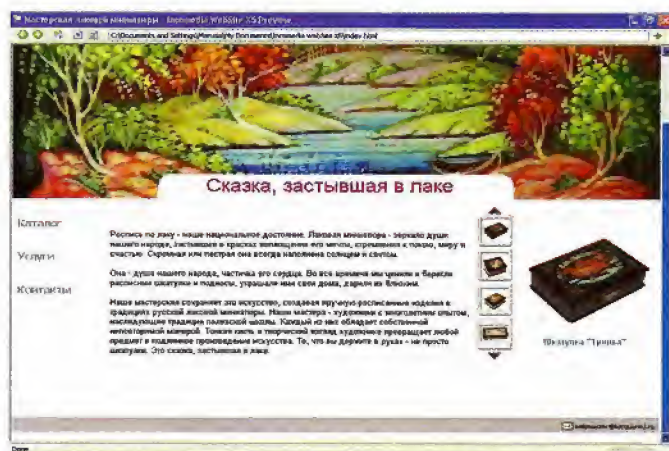 Мастерская лаковой миниатюры - Incomedia WebSite X5 Preview
Сказка, застывшая в лаке
Каталог
Услуги
Контакты
Роспись по лаку - наше национальное достояние. Лаковая миниатюра - зеркало души
нашего народа, застывшее в красках воплощение его мечты, стремления к покою, миру и
счастью. Скромная или пестрая она всегда наполнена солнцем и светом.
Она - душа нашего народа, частичка его сердца. Во все времена мы ценили и берегли
расписные шкатулки и подносы, украшали ими свои дома, дарили их близким.
Наша мастерская сохраняет это искусство, создавая вручную расписанные изделия в
традициях русской лаковой миниатюры. Наши мастера - художники с многолетним опытом,
наследующие традиции палехской школы. Каждый из них обладает собственной
неповторимой манерой. Тонкая кисть и творческий взгляд художника превращает любой
предмет в подлинное произведение искусства. То, что вы держите в руках - не просто
шкатулка. Это сказка, застывшая в лаке.
Шкатулка
Done